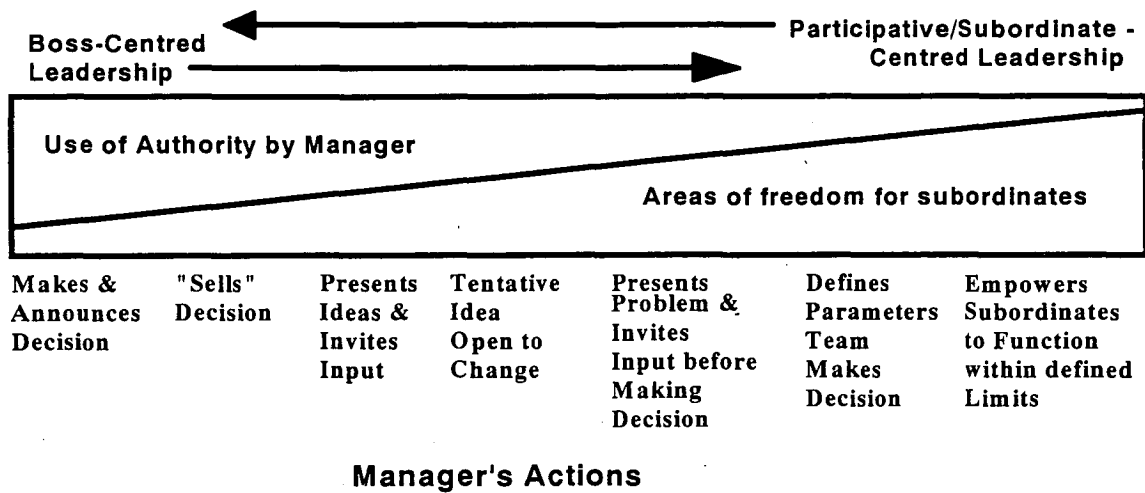 Boss-Centred
Leadership
Participative/Subordinate -
Centred Leadership
Use of Authority by Manager
Areas of freedom for subordinates
Makes &
Announces
Decision
"Sells"
Decision
Presents
Ideas &
Invites
Input
Tentative
Idea
Open to
Change
Presents
Problem &
Invites
Input before
Making
Decision
Defines
Parameters
Team
Makes
Decision
Empowers
Subordinates
to Function
within defined
Limits
Manager's Actions